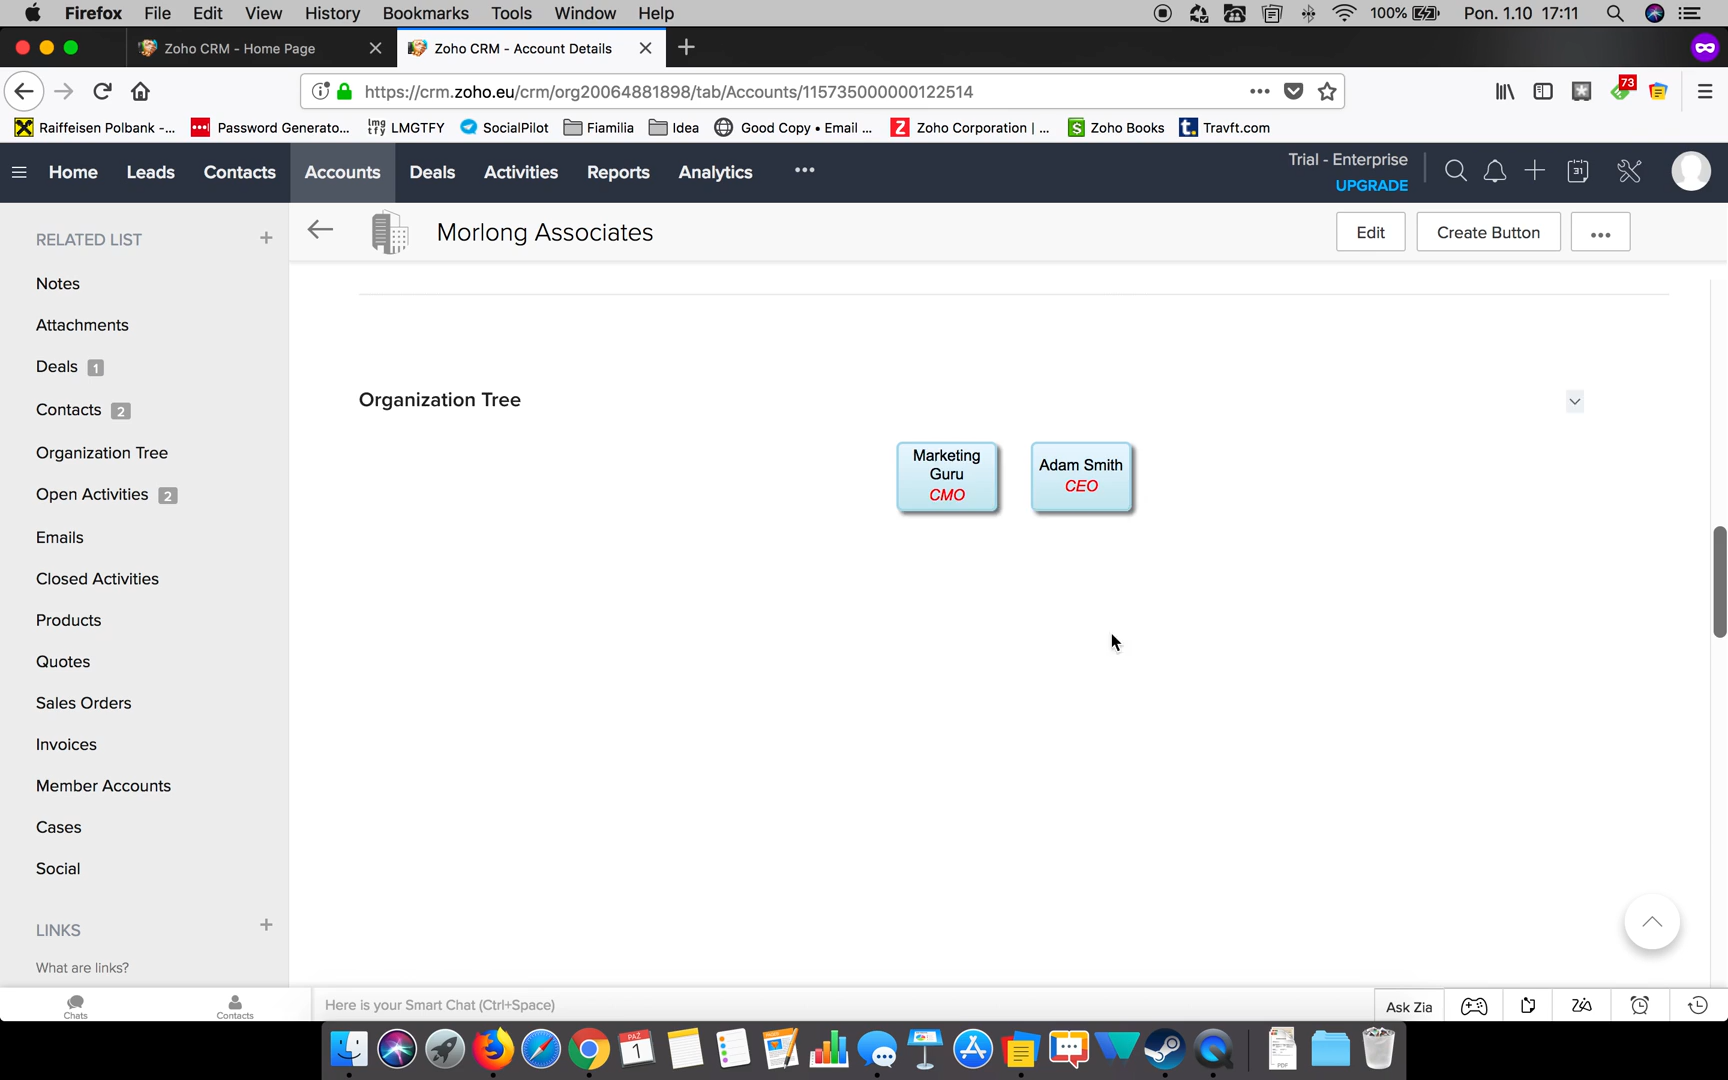 Firefox File Edit View History Bookmarks Tools Window Help 100% Pon. 1.10 17:11
Zoho CRM - Home Page
Zoho CRM - Account Details
https://crm.zoho.eu/crm/org20064881898/tab/Accounts/115735000000122514
73
Raiffeisen Polbank -... Password Generato... LMGTFY SocialPilot Fiamilia Idea Good Copy • Email ... Zoho Corporation | ... Zoho Books Travft.com
Home Leads Contacts Accounts Deals Activities Reports Analytics
Trial - Enterprise
UPGRADE
31
RELATED LIST
Morlong Associates
Edit
Create Button
Notes
Attachments
Deals 1
Contacts 2
Organization Tree
Open Activities 2
Emails
Closed Activities
Products
Quotes
Sales Orders
Invoices
Member Accounts
Cases
Social
LINKS
What are links?
Organization Tree
Marketing
Guru
CMO
Adam Smith
CEO
Chats
Contacts
Here is your Smart Chat (Ctrl+Space)
Ask Zia
PAŹ
1
PDF